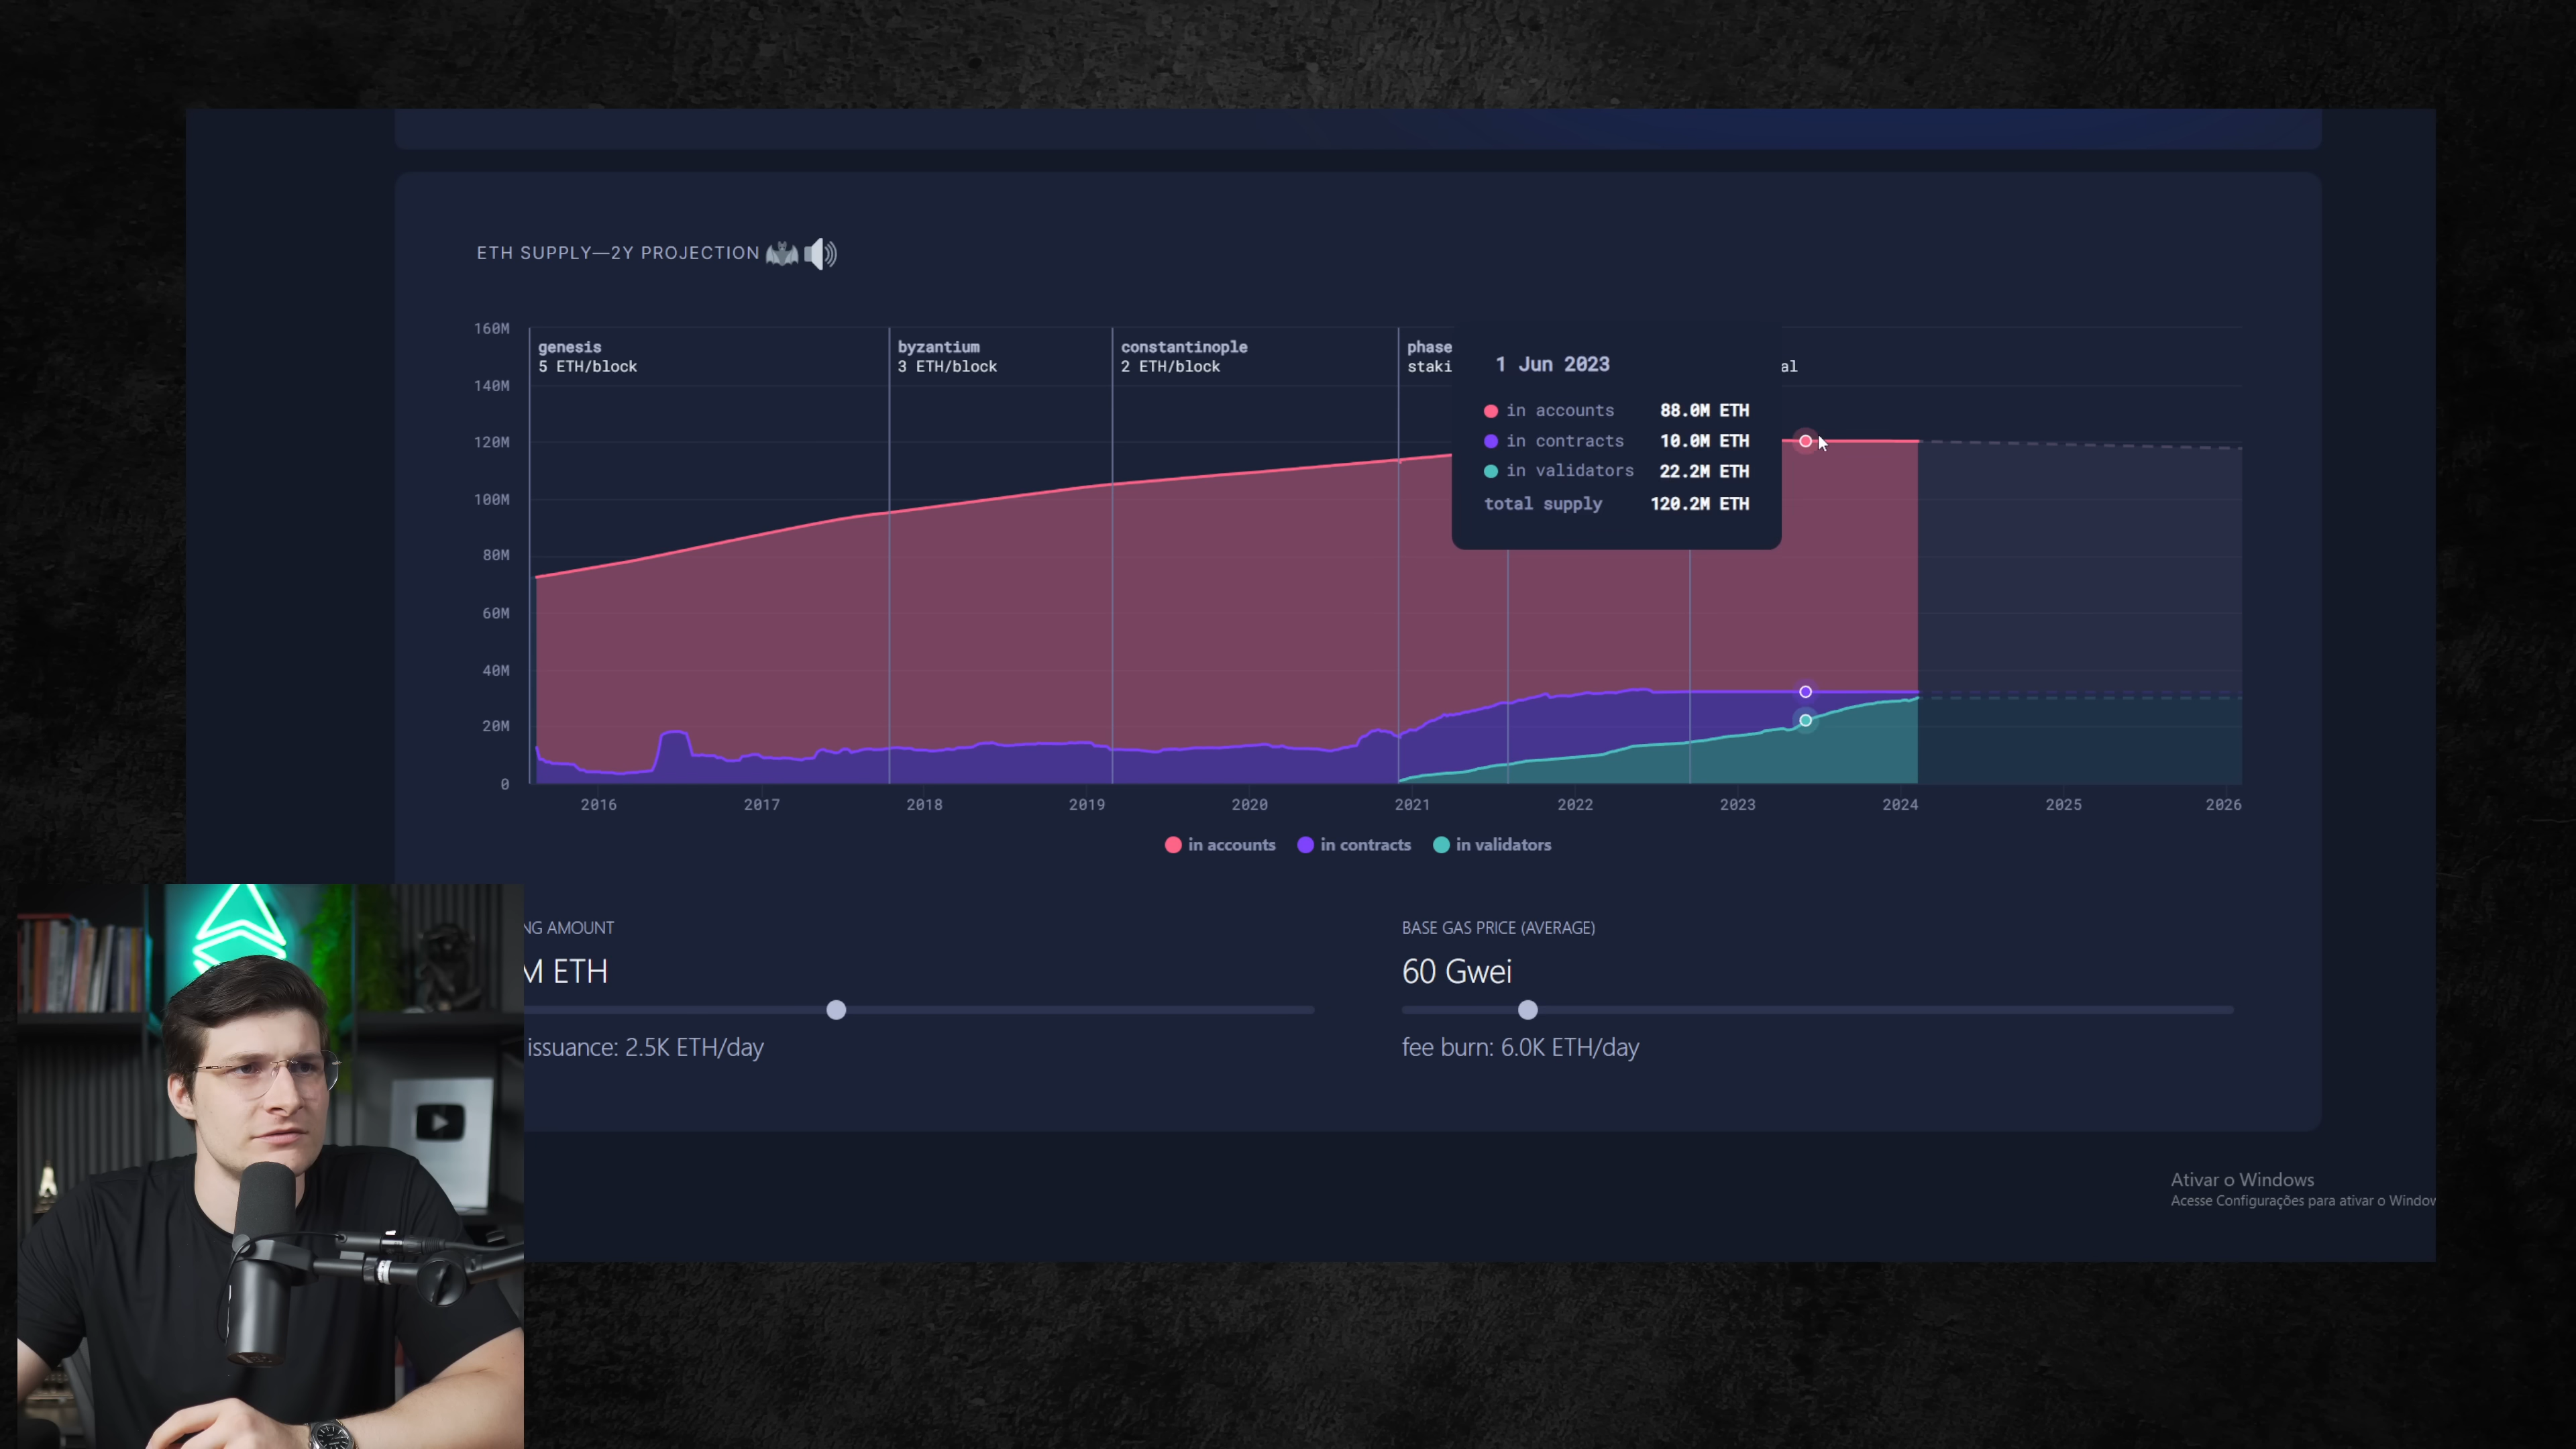 ETH SUPPLY—2Y PROJECTION
160M
140M
120M
100M
80M
60M
40M
20M
0
genesis
5 ETH/block
byzantium
3 ETH/block
constantinople
2 ETH/block
phase
staki
al
1 Jun 2023
in accounts 88.0M ETH
in contracts 10.0M ETH
in validators 22.2M ETH
total supply 120.2M ETH
2016 2017 2018 2019 2020 2021 2022 2023 2024 2025 2026
in accounts in contracts in validators
NG AMOUNT
M ETH
issuance: 2.5K ETH/day
BASE GAS PRICE (AVERAGE)
60 Gwei
fee burn: 6.0K ETH/day
Ativar o Windows
Acesse Configurações para ativar o Window